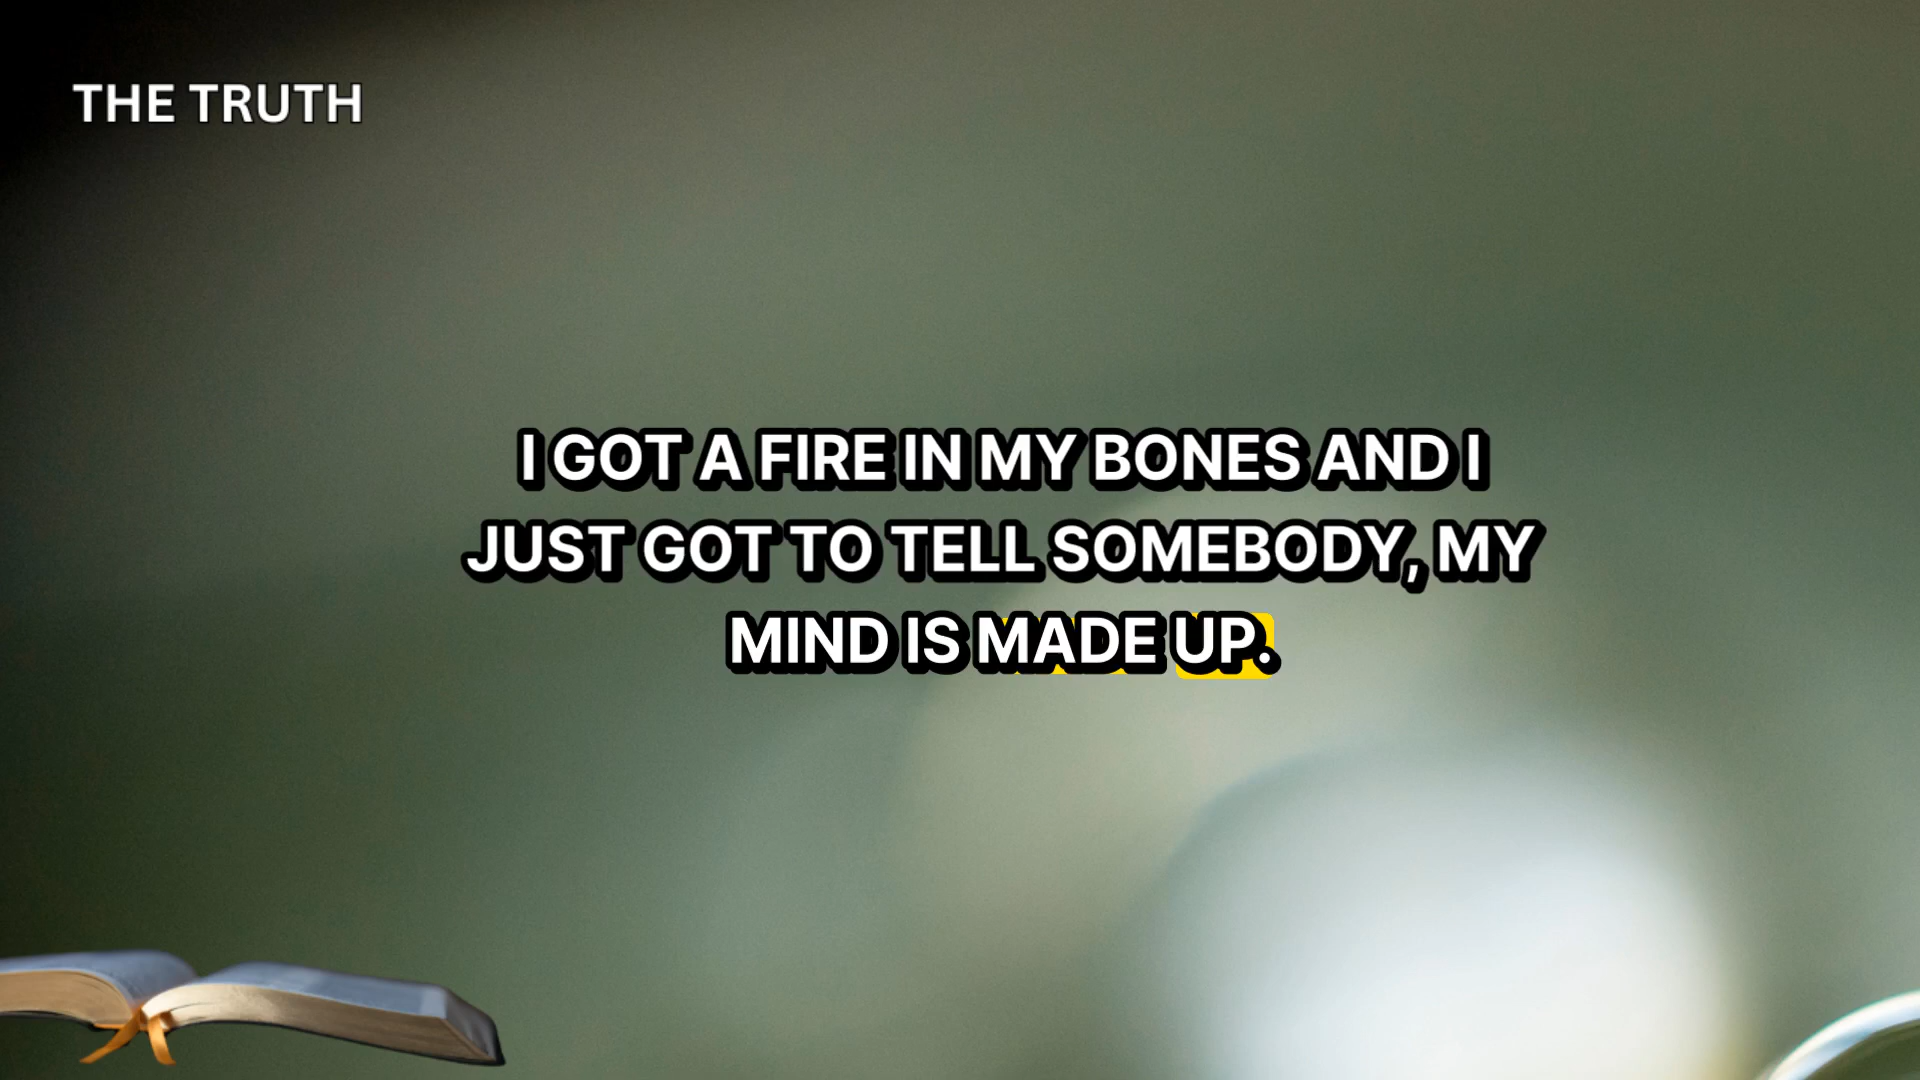 THE TRUTH
I GOT A FIRE IN MY BONES AND I
JUST GOT TO TELL SOMEBODY, MY
MIND IS MADE UP.